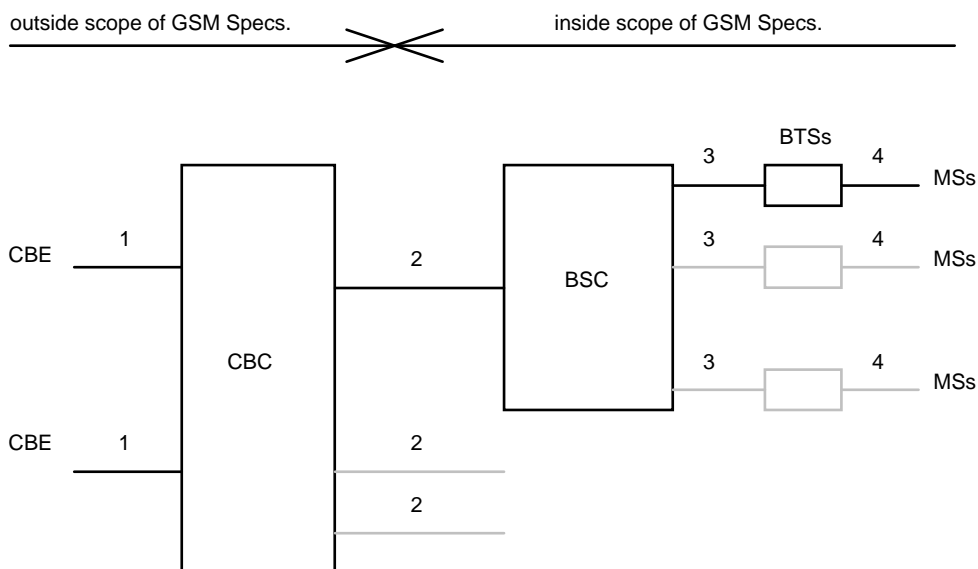 outside scope of GSM Specs. inside scope of GSM Specs.
BTSs
3 4 MSs
1 3 4 MSs
CBE 2
BSC
CBC 3 4 MSs
CBE 1 2
2